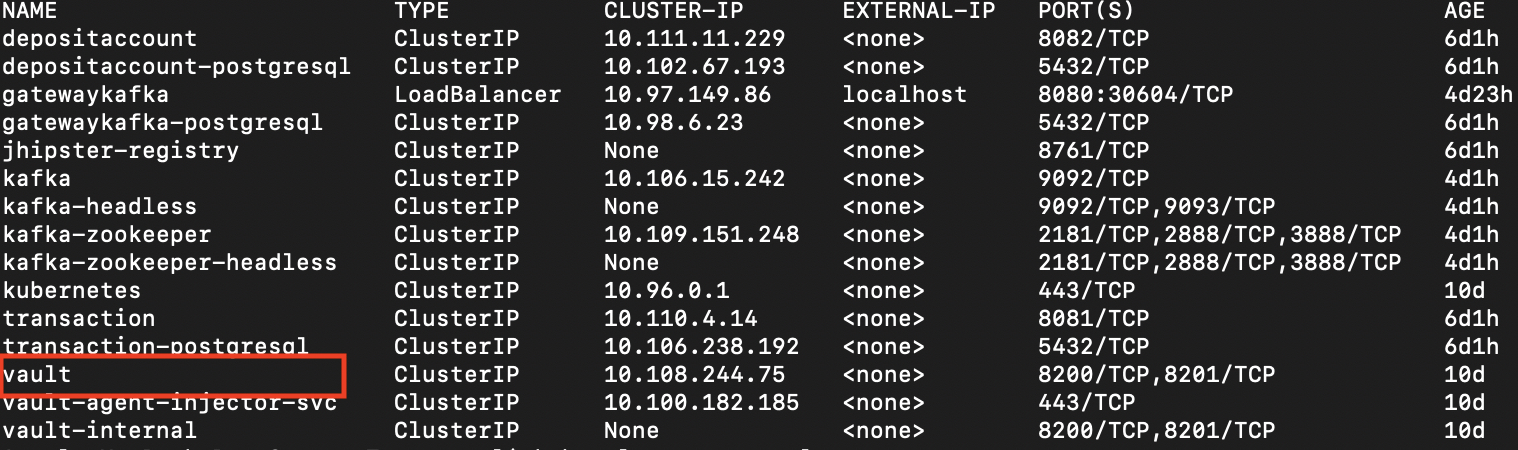 NAME TYPE CLUSTER-IP EXTERNAL-IP PORT(S) AGE
depositaccount ClusterIP 10.111.11.229 <none> 8082/TCP 6d1h
depositaccount-postgresql ClusterIP 10.102.67.193 <none> 5432/TCP 6d1h
gatewaykafka LoadBalancer 10.97.149.86 localhost 8080:30604/TCP 4d23h
gatewaykafka-postgresql ClusterIP 10.98.6.23 <none> 5432/TCP 6d1h
jhipster-registry ClusterIP None <none> 8761/TCP 6d1h
kafka ClusterIP 10.106.15.242 <none> 9092/TCP 4d1h
kafka-headless ClusterIP None <none> 9092/TCP,9093/TCP 4d1h
kafka-zookeeper ClusterIP 10.109.151.248 <none> 2181/TCP,2888/TCP,3888/TCP 4d1h
kafka-zookeeper-headless ClusterIP None <none> 2181/TCP,2888/TCP,3888/TCP 4d1h
kubernetes ClusterIP 10.96.0.1 <none> 443/TCP 10d
transaction ClusterIP 10.110.4.14 <none> 8081/TCP 6d1h
transaction-postgresql ClusterIP 10.106.238.192 <none> 5432/TCP 6d1h
vault ClusterIP 10.108.244.75 <none> 8200/TCP,8201/TCP 10d
vault-agent-injector-svc ClusterIP 10.100.182.185 <none> 443/TCP 10d
vault-internal ClusterIP None <none> 8200/TCP,8201/TCP 10d